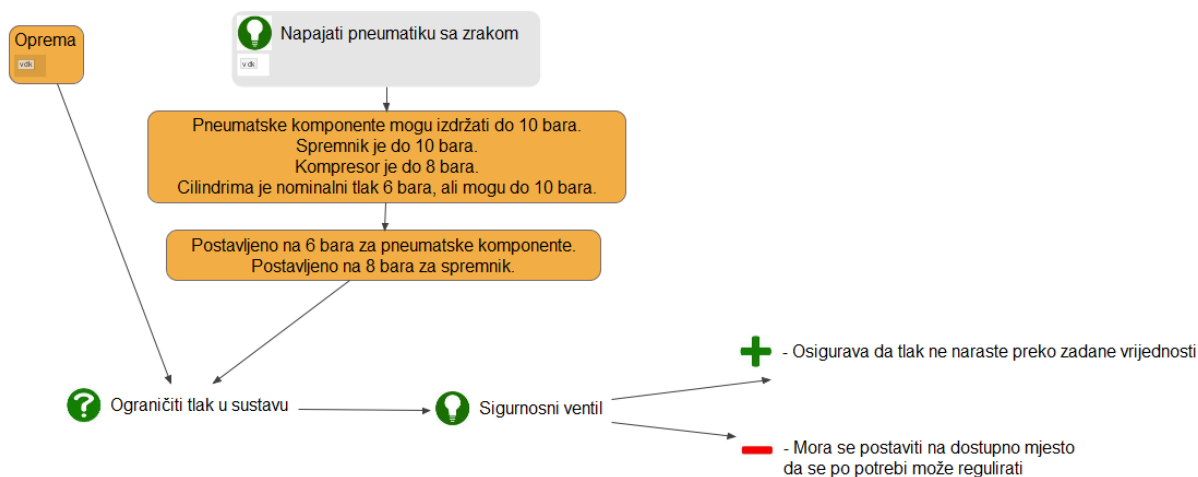 Oprema
vdk
Napajati pneumatiku sa zrakom
vdk
Pneumatske komponente mogu izdržati do 10 bara.
Spremnik je do 10 bara.
Kompresor je do 8 bara.
Cilindrima je nominalni tlak 6 bara, ali mogu do 10 bara.
Postavljeno na 6 bara za pneumatske komponente.
Postavljeno na 8 bara za spremnik.
- Osigurava da tlak ne naraste preko zadane vrijednosti
? Ograničiti tlak u sustavu
Sigurnosni ventil
- Mora se postaviti na dostupno mjesto
da se po potrebi može regulirati